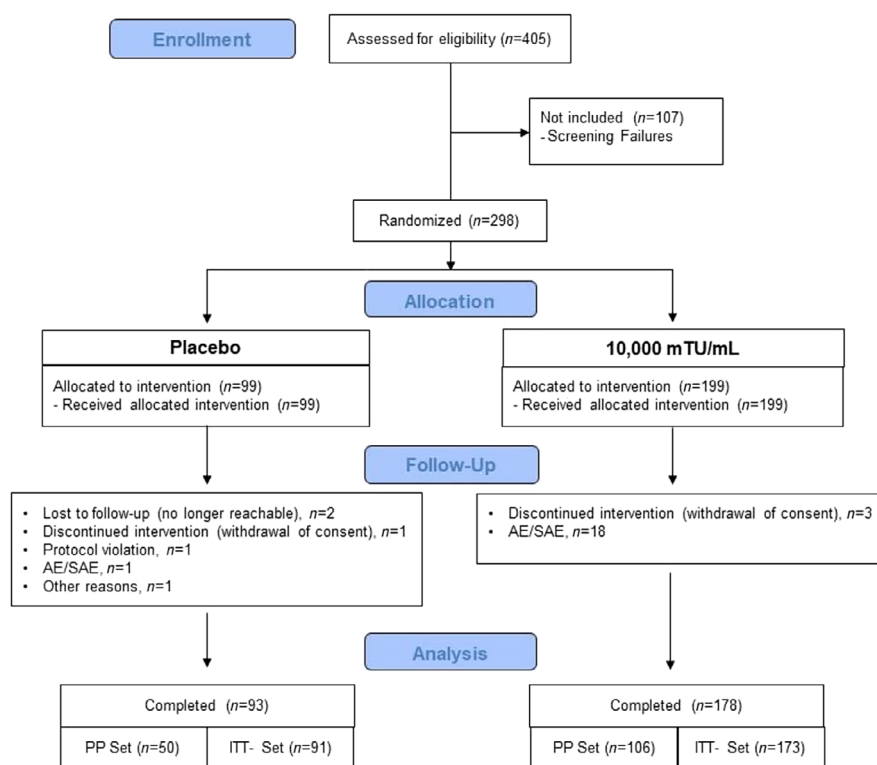 Enrollment
Assessed for eligibility (n=405)
Not included (n=107)
- Screening Failures
Randomized (n=298)
Allocation
Placebo
Allocated to intervention (n=99)
- Received allocated intervention (n=99)
10,000 mTU/mL
Allocated to intervention (n=199)
- Received allocated intervention (n=199)
Follow-Up
• Lost to follow-up (no longer reachable), n=2
• Discontinued intervention (withdrawal of consent), n=1
• Protocol violation, n=1
• AE/SAE, n=1
• Other reasons, n=1
• Discontinued intervention (withdrawal of consent), n=3
• AE/SAE, n=18
Analysis
Completed (n=93)
PP Set (n=50)
ITT- Set (n=91)
Completed (n=178)
PP Set (n=106)
ITT- Set (n=173)